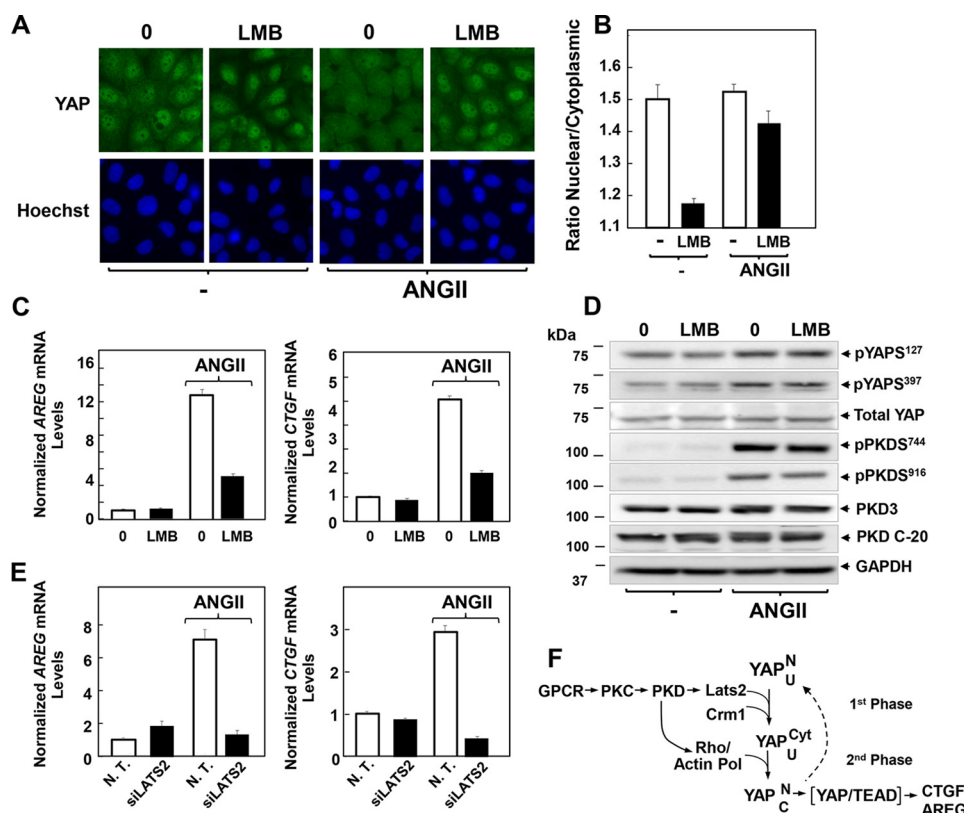 A
0 LMB 0 LMB
YAP
Hoechst
- ANGII
B
Ratio Nuclear/Cytoplasmic
1.6
1.5
1.4
1.3
1.2
1.1
- LMB - LMB
- ANGII
C
Normalized AREG mRNA
Levels
16
12
8
4
0
ANGII
0 LMB 0 LMB
Normalized CTGF mRNA
Levels
6
5
4
3
2
1
0
ANGII
0 LMB 0 LMB
D
kDa 0 LMB 0 LMB
75 pYAPS127
75 pYAPS397
75 Total YAP
100 pPKDS744
100 pPKDS916
100 PKD3
100 PKD C-20
37 GAPDH
- ANGII
E
Normalized AREG mRNA
Levels
8
6
4
2
0
ANGII
N. T. siLATS2 N. T. siLATS2
Normalized CTGF mRNA
Levels
3
2
1
0
ANGII
N. T. siLATS2 N. T. siLATS2
F
YAP N U
GPCR→PKC→PKD→Lats2 1st Phase
Crm1
YAP Cyt U
Rho/
Actin Pol 2nd Phase
YAP N C →[YAP/TEAD]→CTGF
AREG